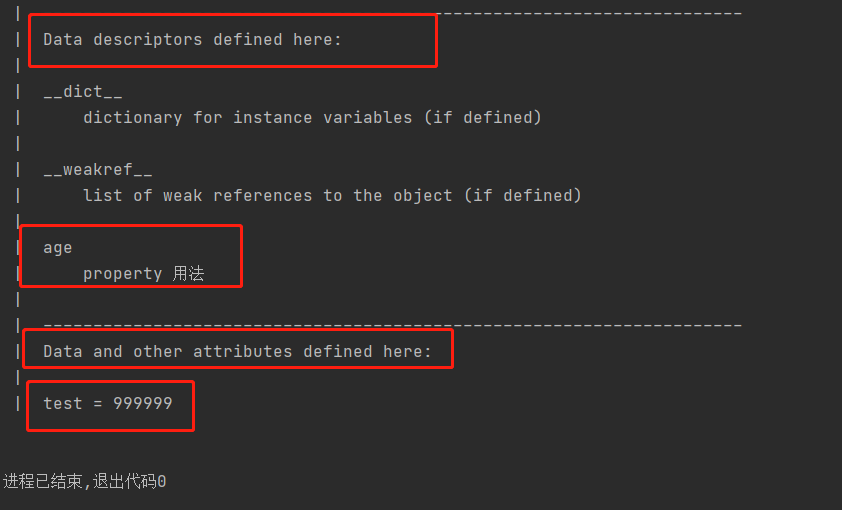 | ----------------------------------------------------------------------
| Data descriptors defined here:
|
| __dict__
|     dictionary for instance variables (if defined)
|
| __weakref__
|     list of weak references to the object (if defined)
|
| age
|     property 用法
|
| ----------------------------------------------------------------------
| Data and other attributes defined here:
|
| test = 999999
进程已结束,退出代码0